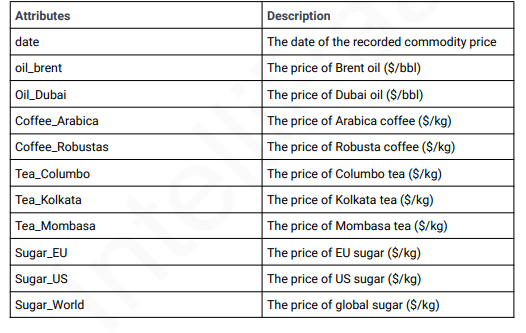 Attributes Description
date The date of the recorded commodity price
oil_brent The price of Brent oil ($/bbl)
Oil_Dubai The price of Dubai oil ($/bbl)
Coffee_Arabica The price of Arabica coffee ($/kg)
Coffee_Robustas The price of Robusta coffee ($/kg)
Tea_Columbo The price of Columbo tea ($/kg)
Tea_Kolkata The price of Kolkata tea ($/kg)
Tea_Mombasa The price of Mombasa tea ($/kg)
Sugar_EU The price of EU sugar ($/kg)
Sugar_US The price of US sugar ($/kg)
Sugar_World The price of global sugar ($/kg)